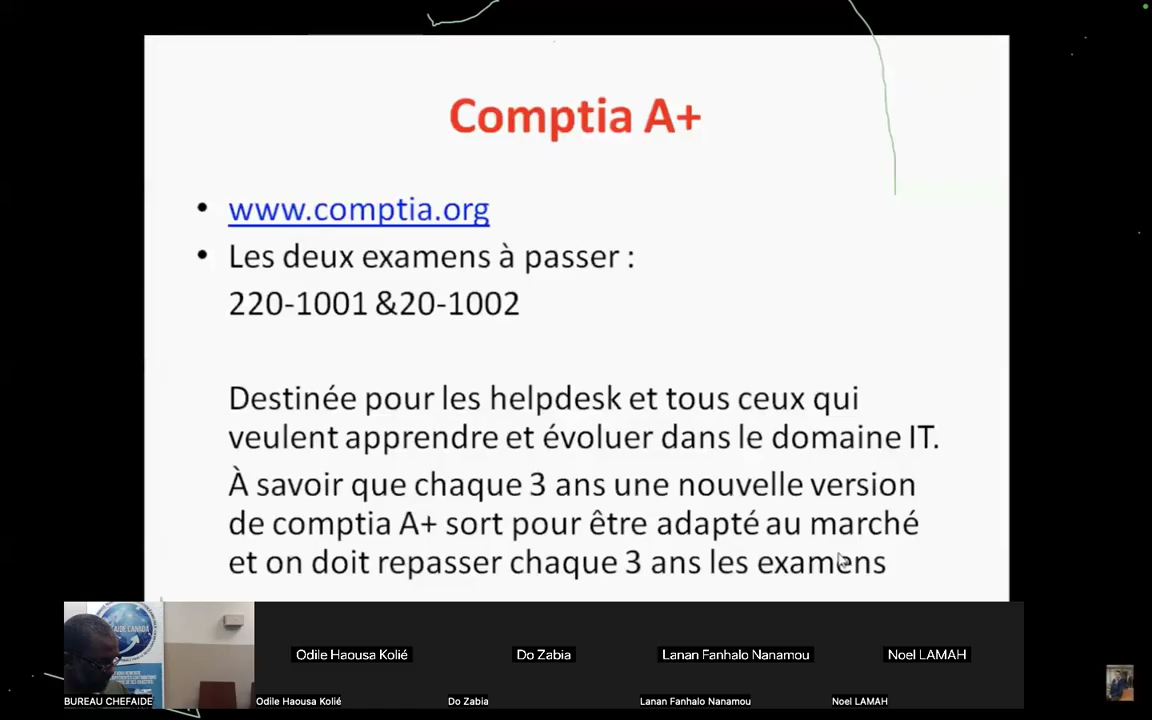 Comptia A+
• www.comptia.org
• Les deux examens à passer :
220-1001 &20-1002
Destinée pour les helpdesk et tous ceux qui
veulent apprendre et évoluer dans le domaine IT.
À savoir que chaque 3 ans une nouvelle version
de comptia A+ sort pour être adapté au marché
et on doit repasser chaque 3 ans les examens
AIDE CANADA
Odile Haousa Kolié
Do Zabia
Lanan Fanhalo Nanamou
Noel LAMAH
BUREAU CHEFAIDE
Odile Haousa Kolié
Do Zabia
Lanan Fanhalo Nanamou
Noel LAMAH